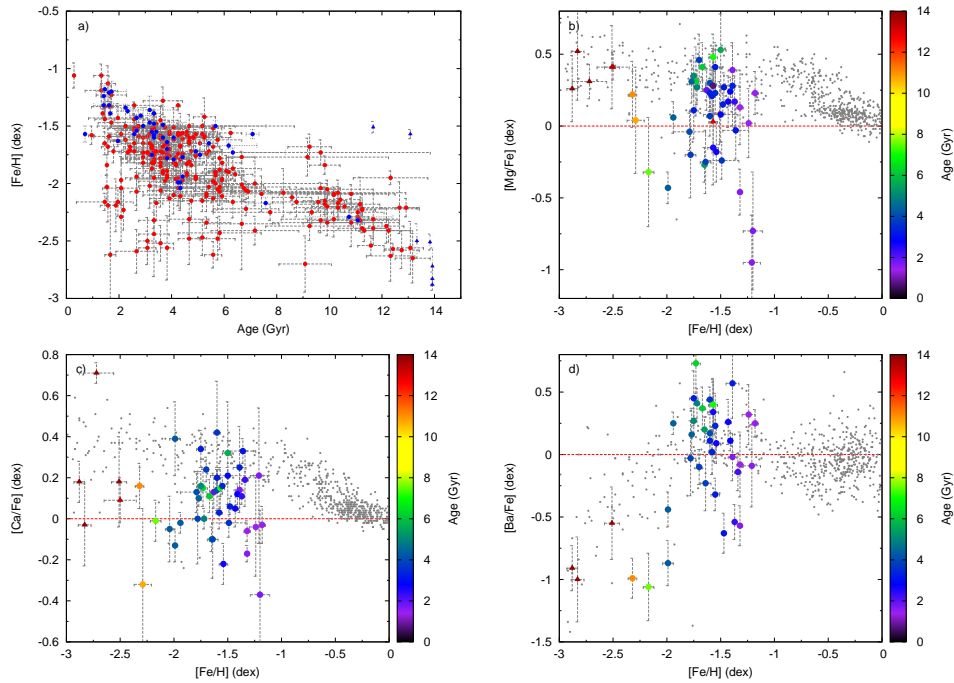 a)
[Fe/H] (dex)
-1
-1.5
-2
-2.5
-3
0 2 4 6 8 10 12 14
Age (Gyr)
b)
[Mg/Fe] (dex)
0.5
0
-0.5
-1
-3 -2.5 -2 -1.5 -1 -0.5 0
[Fe/H] (dex)
14
12
10
8
6
4
2
0
Age (Gyr)
c)
[Ca/Fe] (dex)
0.8
0.6
0.4
0.2
0
-0.2
-0.4
-0.6
-3 -2.5 -2 -1.5 -1 -0.5 0
[Fe/H] (dex)
14
12
10
8
6
4
2
0
Age (Gyr)
d)
[Ba/Fe] (dex)
0.5
0
-0.5
-1
-1.5
-3 -2.5 -2 -1.5 -1 -0.5 0
[Fe/H] (dex)
14
12
10
8
6
4
2
0
Age (Gyr)